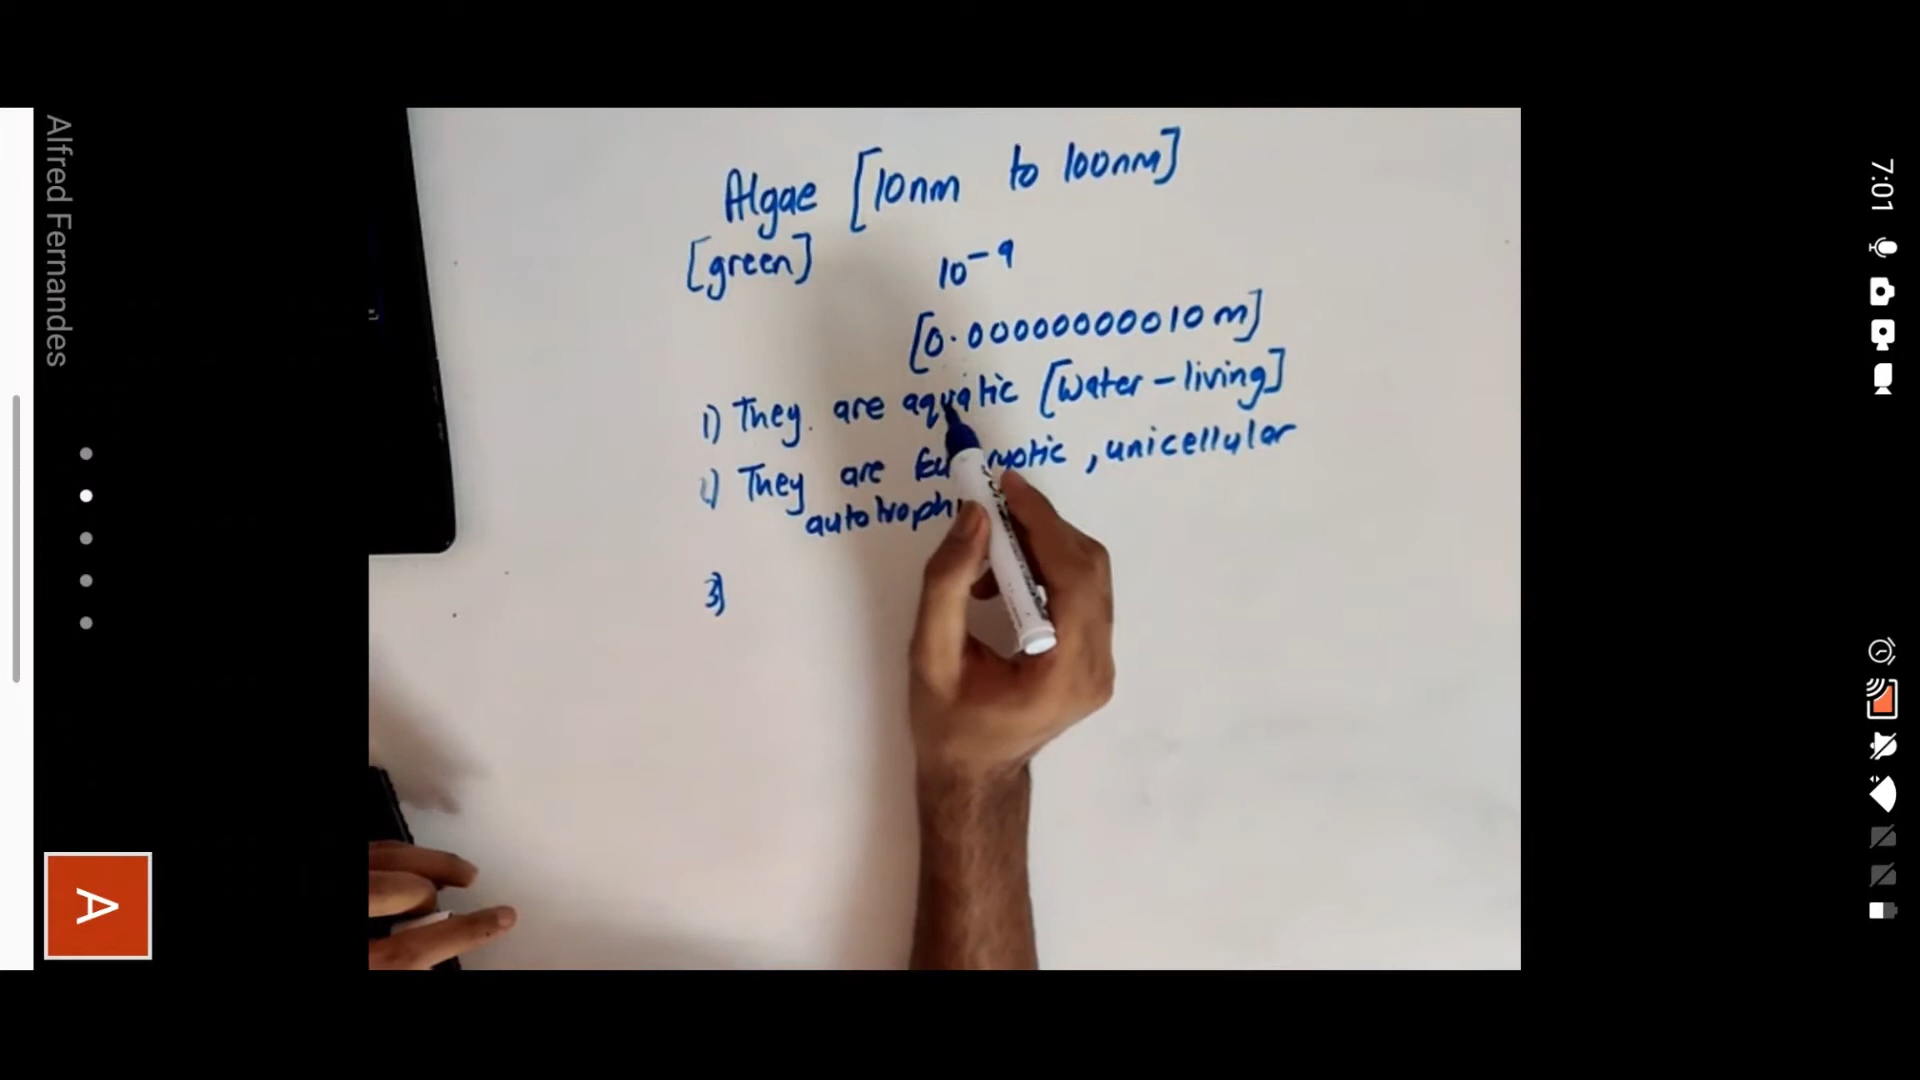 Algae [10nm to 100nm]
[green]
10⁻⁹
[0.00000000010 m]
1) They are aquatic [Water-living]
2) They are , unicellular
3)
Alfred Fernandes
A
7:01